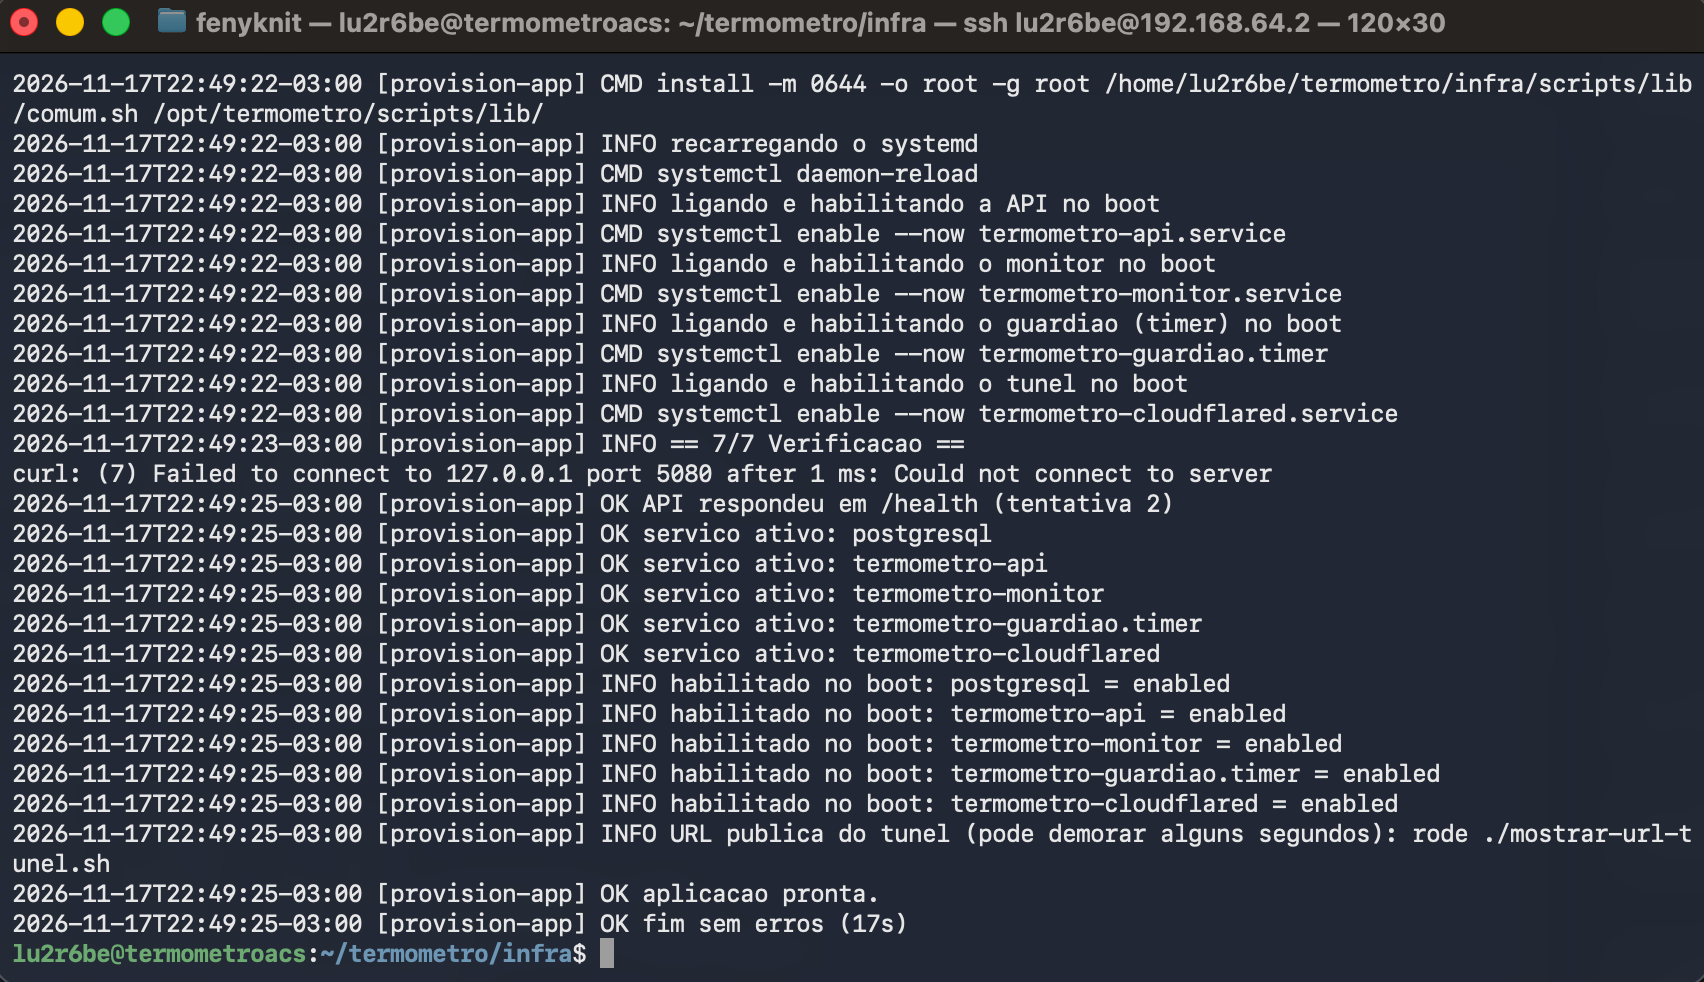 fenyknit — lu2r6be@termometroacs: ~/termometro/infra — ssh lu2r6be@192.168.64.2 — 120×30
2026-11-17T22:49:22-03:00 [provision-app] CMD install -m 0644 -o root -g root /home/lu2r6be/termometro/infra/scripts/lib
/comum.sh /opt/termometro/scripts/lib/
2026-11-17T22:49:22-03:00 [provision-app] INFO recarregando o systemd
2026-11-17T22:49:22-03:00 [provision-app] CMD systemctl daemon-reload
2026-11-17T22:49:22-03:00 [provision-app] INFO ligando e habilitando a API no boot
2026-11-17T22:49:22-03:00 [provision-app] CMD systemctl enable --now termometro-api.service
2026-11-17T22:49:22-03:00 [provision-app] INFO ligando e habilitando o monitor no boot
2026-11-17T22:49:22-03:00 [provision-app] CMD systemctl enable --now termometro-monitor.service
2026-11-17T22:49:22-03:00 [provision-app] INFO ligando e habilitando o guardiao (timer) no boot
2026-11-17T22:49:22-03:00 [provision-app] CMD systemctl enable --now termometro-guardiao.timer
2026-11-17T22:49:22-03:00 [provision-app] INFO ligando e habilitando o tunel no boot
2026-11-17T22:49:22-03:00 [provision-app] CMD systemctl enable --now termometro-cloudflared.service
2026-11-17T22:49:23-03:00 [provision-app] INFO == 7/7 Verificacao ==
curl: (7) Failed to connect to 127.0.0.1 port 5080 after 1 ms: Could not connect to server
2026-11-17T22:49:25-03:00 [provision-app] OK API respondeu em /health (tentativa 2)
2026-11-17T22:49:25-03:00 [provision-app] OK servico ativo: postgresql
2026-11-17T22:49:25-03:00 [provision-app] OK servico ativo: termometro-api
2026-11-17T22:49:25-03:00 [provision-app] OK servico ativo: termometro-monitor
2026-11-17T22:49:25-03:00 [provision-app] OK servico ativo: termometro-guardiao.timer
2026-11-17T22:49:25-03:00 [provision-app] OK servico ativo: termometro-cloudflared
2026-11-17T22:49:25-03:00 [provision-app] INFO habilitado no boot: postgresql = enabled
2026-11-17T22:49:25-03:00 [provision-app] INFO habilitado no boot: termometro-api = enabled
2026-11-17T22:49:25-03:00 [provision-app] INFO habilitado no boot: termometro-monitor = enabled
2026-11-17T22:49:25-03:00 [provision-app] INFO habilitado no boot: termometro-guardiao.timer = enabled
2026-11-17T22:49:25-03:00 [provision-app] INFO habilitado no boot: termometro-cloudflared = enabled
2026-11-17T22:49:25-03:00 [provision-app] INFO URL publica do tunel (pode demorar alguns segundos): rode ./mostrar-url-t
unel.sh
2026-11-17T22:49:25-03:00 [provision-app] OK aplicacao pronta.
2026-11-17T22:49:25-03:00 [provision-app] OK fim sem erros (17s)
lu2r6be@termometroacs:~/termometro/infra$